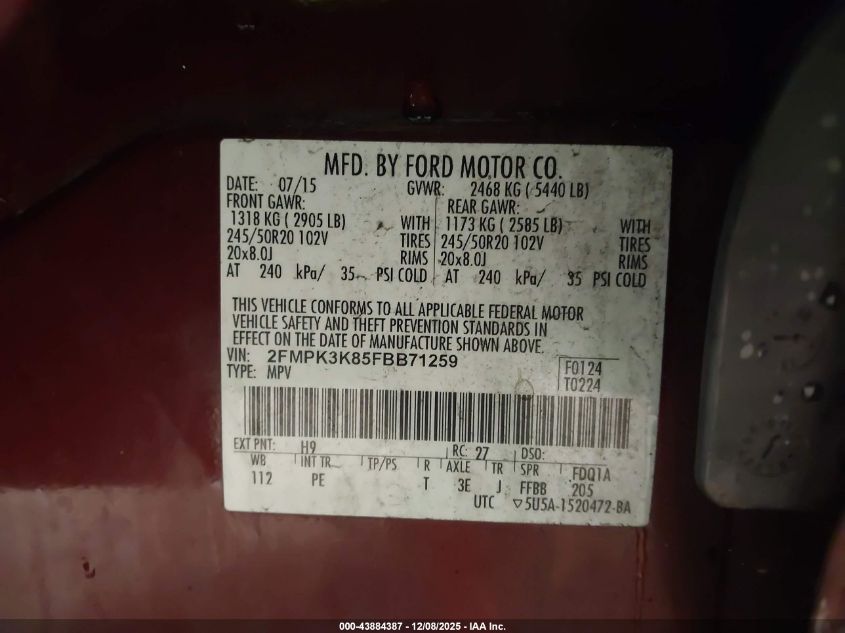 MFD. BY FORD MOTOR CO.
DATE: 07/15 GVWR: 2468 KG ( 5440 LB)
FRONT GAWR: REAR GAWR:
1318 KG ( 2905 LB) WITH 1173 KG ( 2585 LB) WITH
245/50R20 102V TIRES 245/50R20 102V TIRES
20x8.0J RIMS 20x8.0J RIMS
AT 240 kPa/ 35 PSI COLD AT 240 kPa/ 35 PSI COLD
THIS VEHICLE CONFORMS TO ALL APPLICABLE FEDERAL MOTOR
VEHICLE SAFETY AND THEFT PREVENTION STANDARDS IN
EFFECT ON THE DATE OF MANUFACTURE SHOWN ABOVE.
VIN: 2FMPK3K85FBB71259 F0124
TYPE: MPV T0224
EXT PNT: H9 RC: 27 DSO:
WB INT TR TP/PS R AXLE TR SPR FDQ1A
112 PE T 3E J FFBB 205
UTC ▽5U5A-1520472-BA
000-43884387 - 12/08/2025 - IAA Inc.